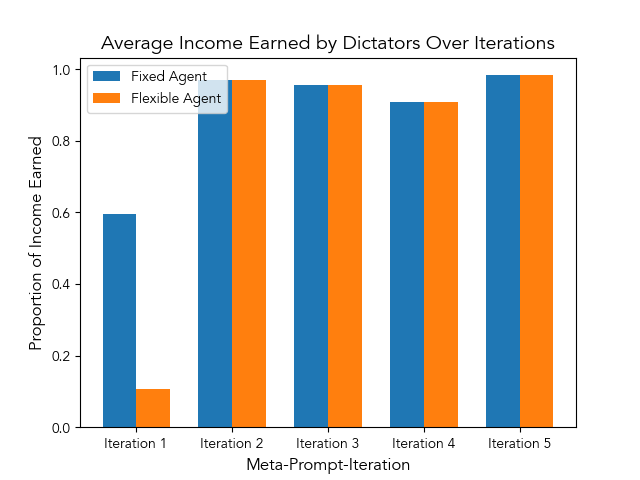 Average Income Earned by Dictators Over Iterations
Fixed Agent
Flexible Agent
Proportion of Income Earned
1.0
0.8
0.6
0.4
0.2
0.0
Iteration 1 Iteration 2 Iteration 3 Iteration 4 Iteration 5
Meta-Prompt-Iteration